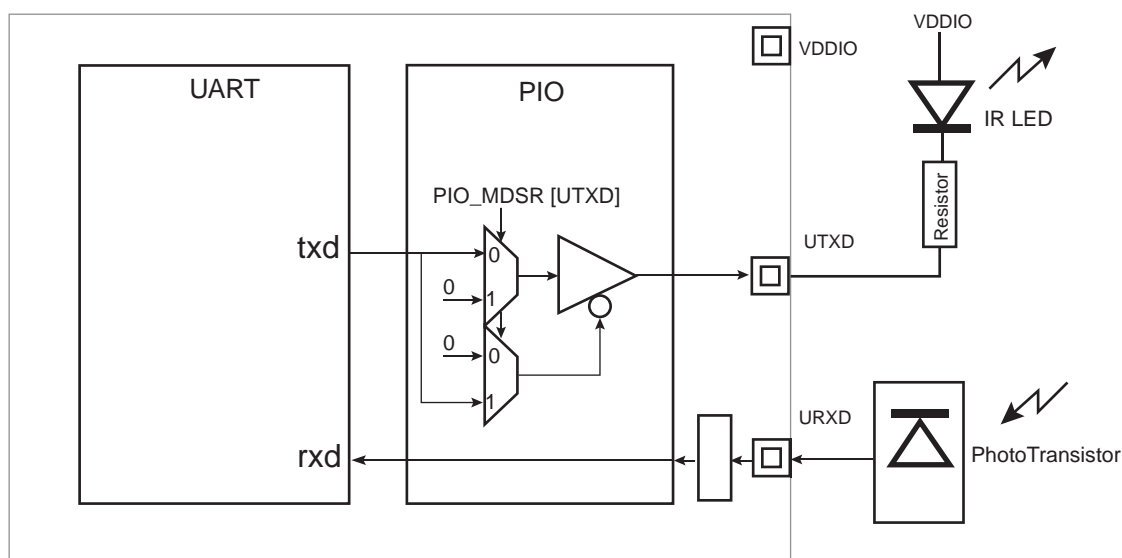 VDDIO
VDDIO
UART
PIO
IR LED
PIO_MDSR [UTXD]
Resistor
txd
0
UTXD
0
1
0
0
1
URXD
rxd
PhotoTransistor